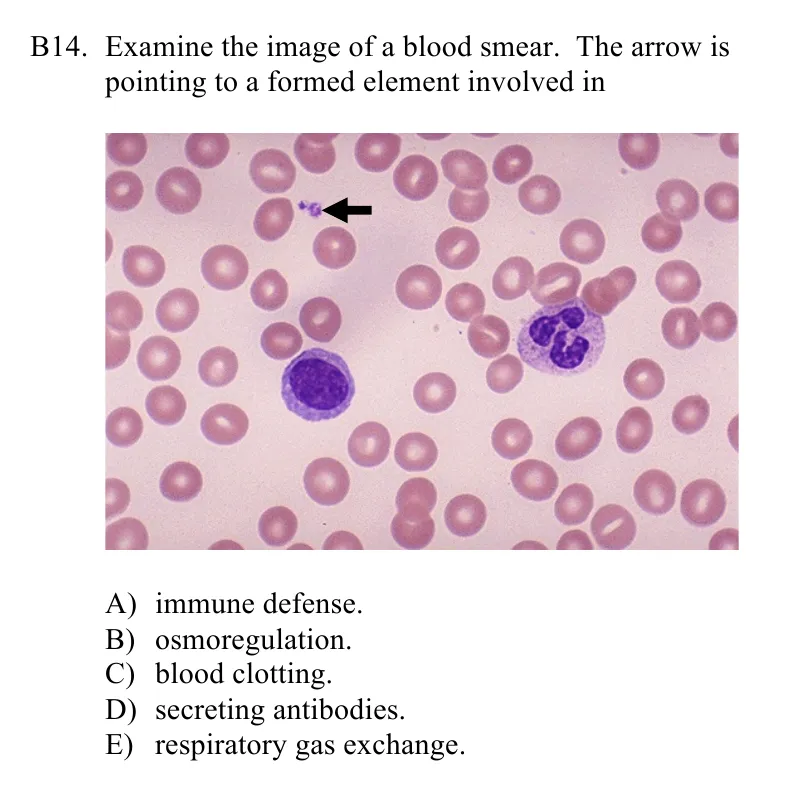 B14. Examine the image of a blood smear. The arrow is
pointing to a formed element involved in
A) immune defense.
B) osmoregulation.
C) blood clotting.
D) secreting antibodies.
E) respiratory gas exchange.